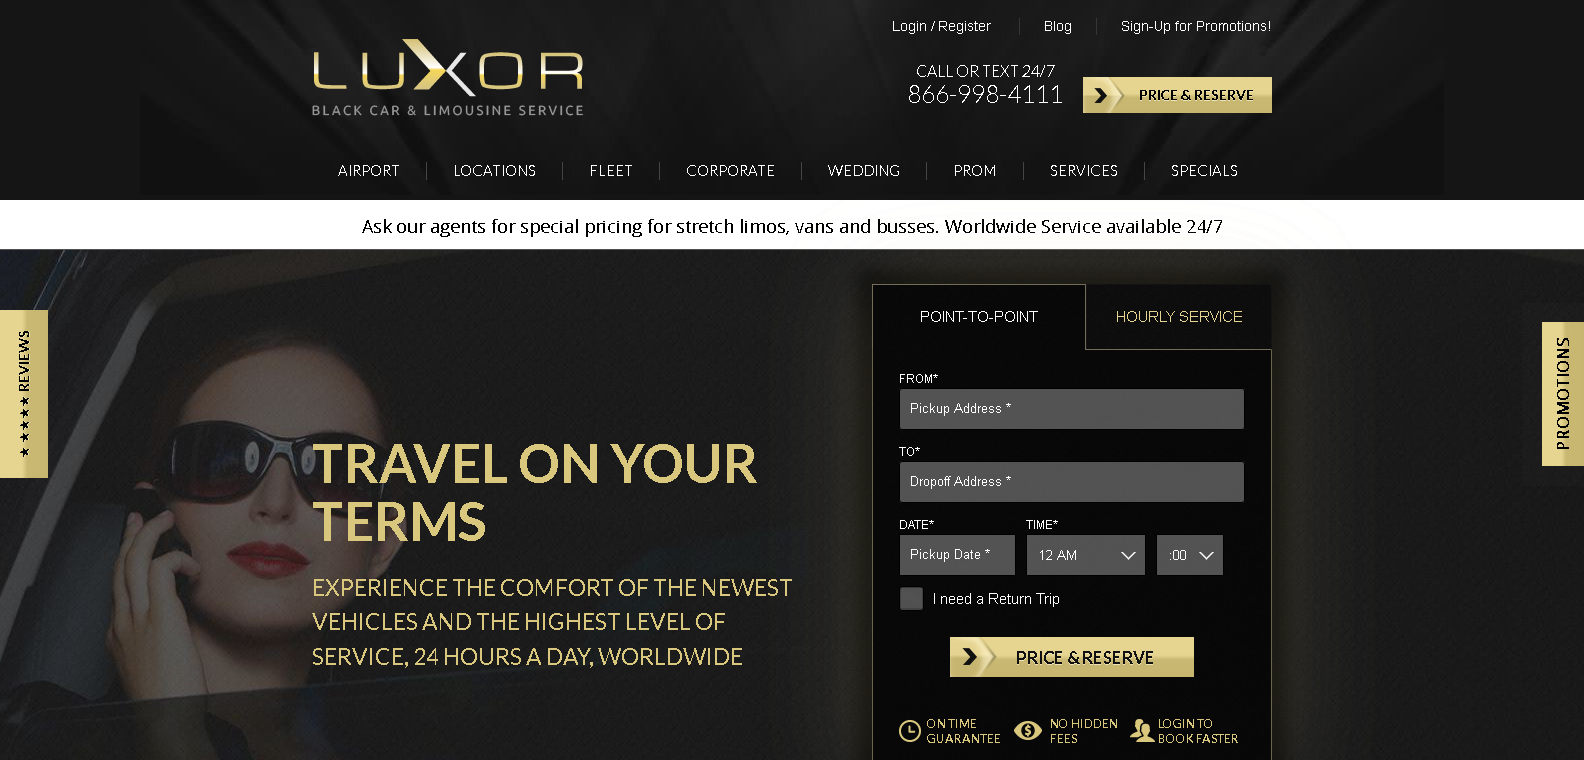 Login / Register
Blog
Sign-Up for Promotions!
LUXOR
BLACK CAR & LIMOUSINE SERVICE
CALL OR TEXT 24/7
866-998-4111
PRICE & RESERVE
AIRPORT
LOCATIONS
FLEET
CORPORATE
WEDDING
PROM
SERVICES
SPECIALS
Ask our agents for special pricing for stretch limos, vans and busses. Worldwide Service available 24/7
★★★★★ REVIEWS
TRAVEL ON YOUR
TERMS
EXPERIENCE THE COMFORT OF THE NEWEST
VEHICLES AND THE HIGHEST LEVEL OF
SERVICE, 24 HOURS A DAY, WORLDWIDE
POINT-TO-POINT
HOURLY SERVICE
FROM*
Pickup Address *
TO*
Dropoff Address *
DATE*
TIME*
Pickup Date *
12 AM
:00
I need a Return Trip
PRICE & RESERVE
ON TIME
GUARANTEE
NO HIDDEN
FEES
LOGIN TO
BOOK FASTER
PROMOTIONS